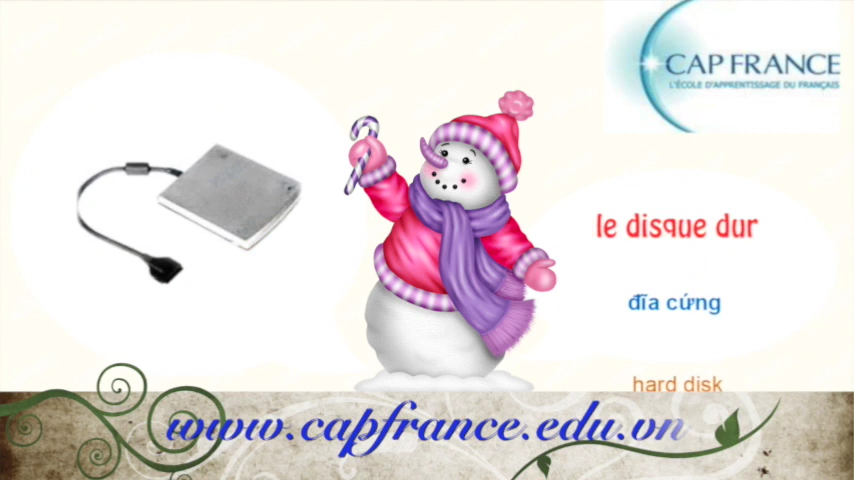 CAP FRANCE
L'ÉCOLE D'APPRENTISSAGE DU FRANÇAIS
le disque dur
đĩa cứng
hard disk
www.capfrance.edu.vn